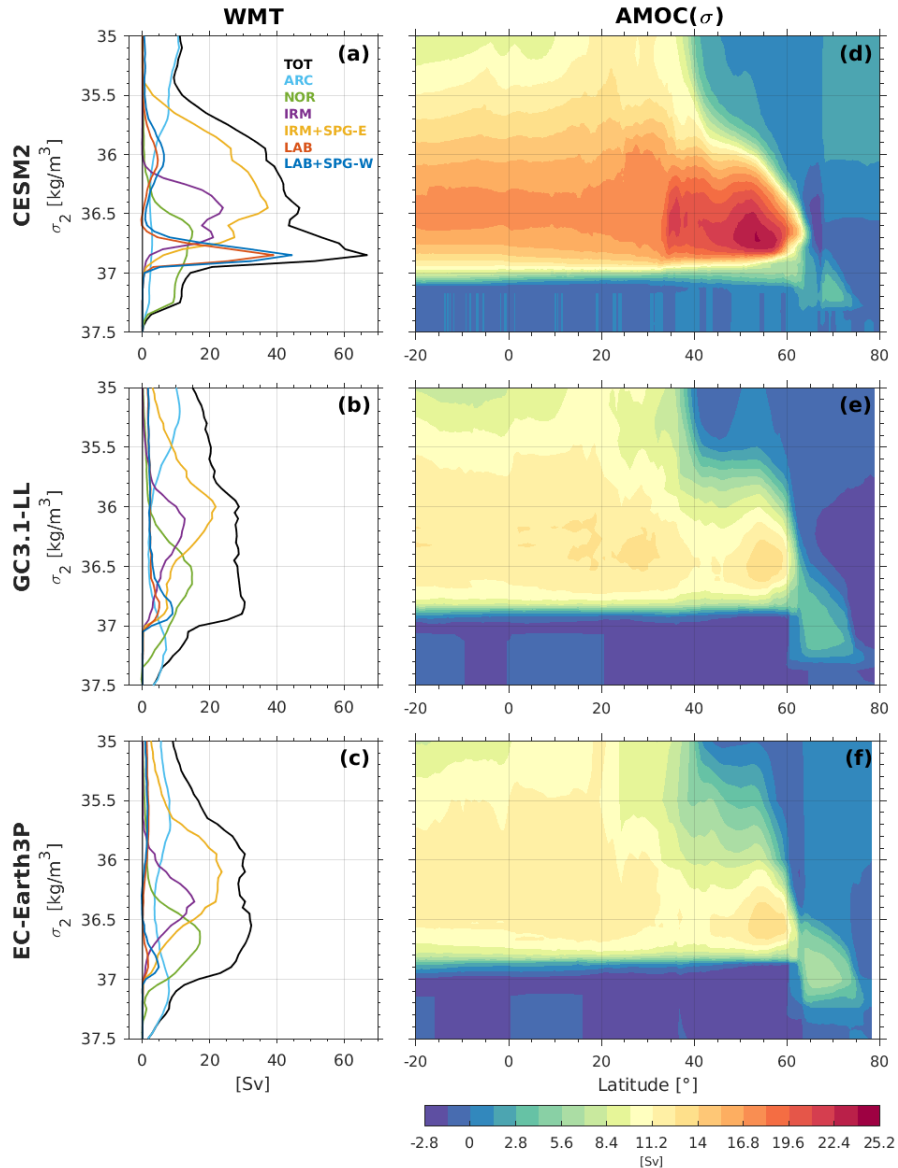 WMT
AMOC(σ)
CESM2
σ2 [kg/m3]
35
35.5
36
36.5
37
37.5
(a)
TOT
ARC
NOR
IRM
IRM+SPG-E
LAB
LAB+SPG-W
0 20 40 60
(d)
-20 0 20 40 60 80
GC3.1-LL
σ2 [kg/m3]
35
35.5
36
36.5
37
37.5
(b)
0 20 40 60
(e)
-20 0 20 40 60 80
EC-Earth3P
σ2 [kg/m3]
35
35.5
36
36.5
37
37.5
(c)
0 20 40 60
[Sv]
(f)
-20 0 20 40 60 80
Latitude [°]
-2.8 0 2.8 5.6 8.4 11.2 14 16.8 19.6 22.4 25.2
[Sv]